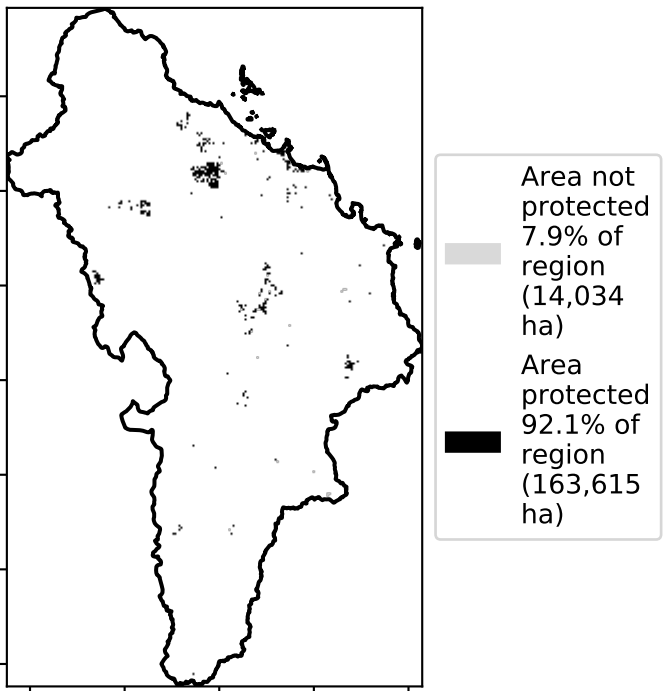 Area not
protected
7.9% of
region
(14,034
ha)
Area
protected
92.1% of
region
(163,615
ha)